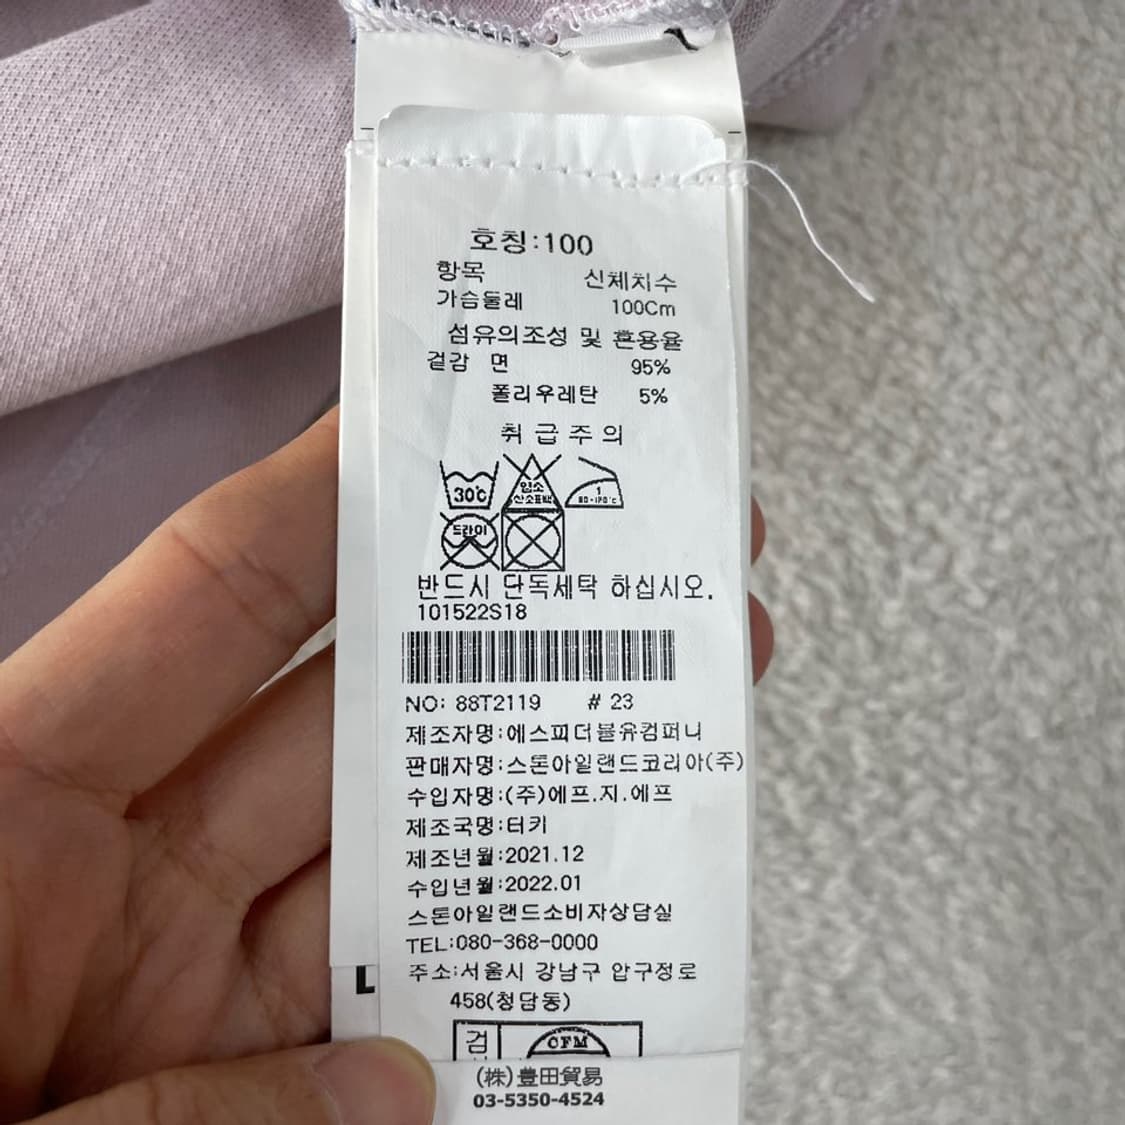 호칭:100
항목 신체치수
가슴둘레 100Cm
섬유의조성 및 혼용율
겉감 면 95%
폴리우레탄 5%
취급주의
30℃
염소
산소표백
1
80-120℃
드라이
반드시 단독세탁 하십시오.
101522S18
NO: 88T2119 # 23
제조자명:에스피더블유컴퍼니
판매자명:스톤아일랜드코리아(주)
수입자명:(주)에프.지.에프
제조국명:터키
제조년월:2021.12
수입년월:2022.01
스톤아일랜드소비자상담실
TEL:080-368-0000
주소:서울시 강남구 압구정로
L
458(청담동)
검
CFM
(株)豊田貿易
03-5350-4524